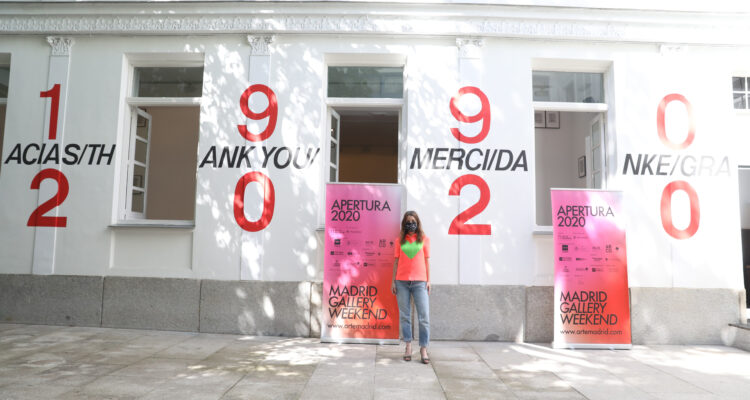 1 9 9 0
ACIAS/TH ANK YOU/ MERCI/DA NKE/GRA
2 0 2 0
APERTURA
2020
MADRID
GALLERY
WEEKEND
www.artemadrid.com
APERTURA
2020
MADRID
GALLERY
WEEKEND
www.artemadrid.com